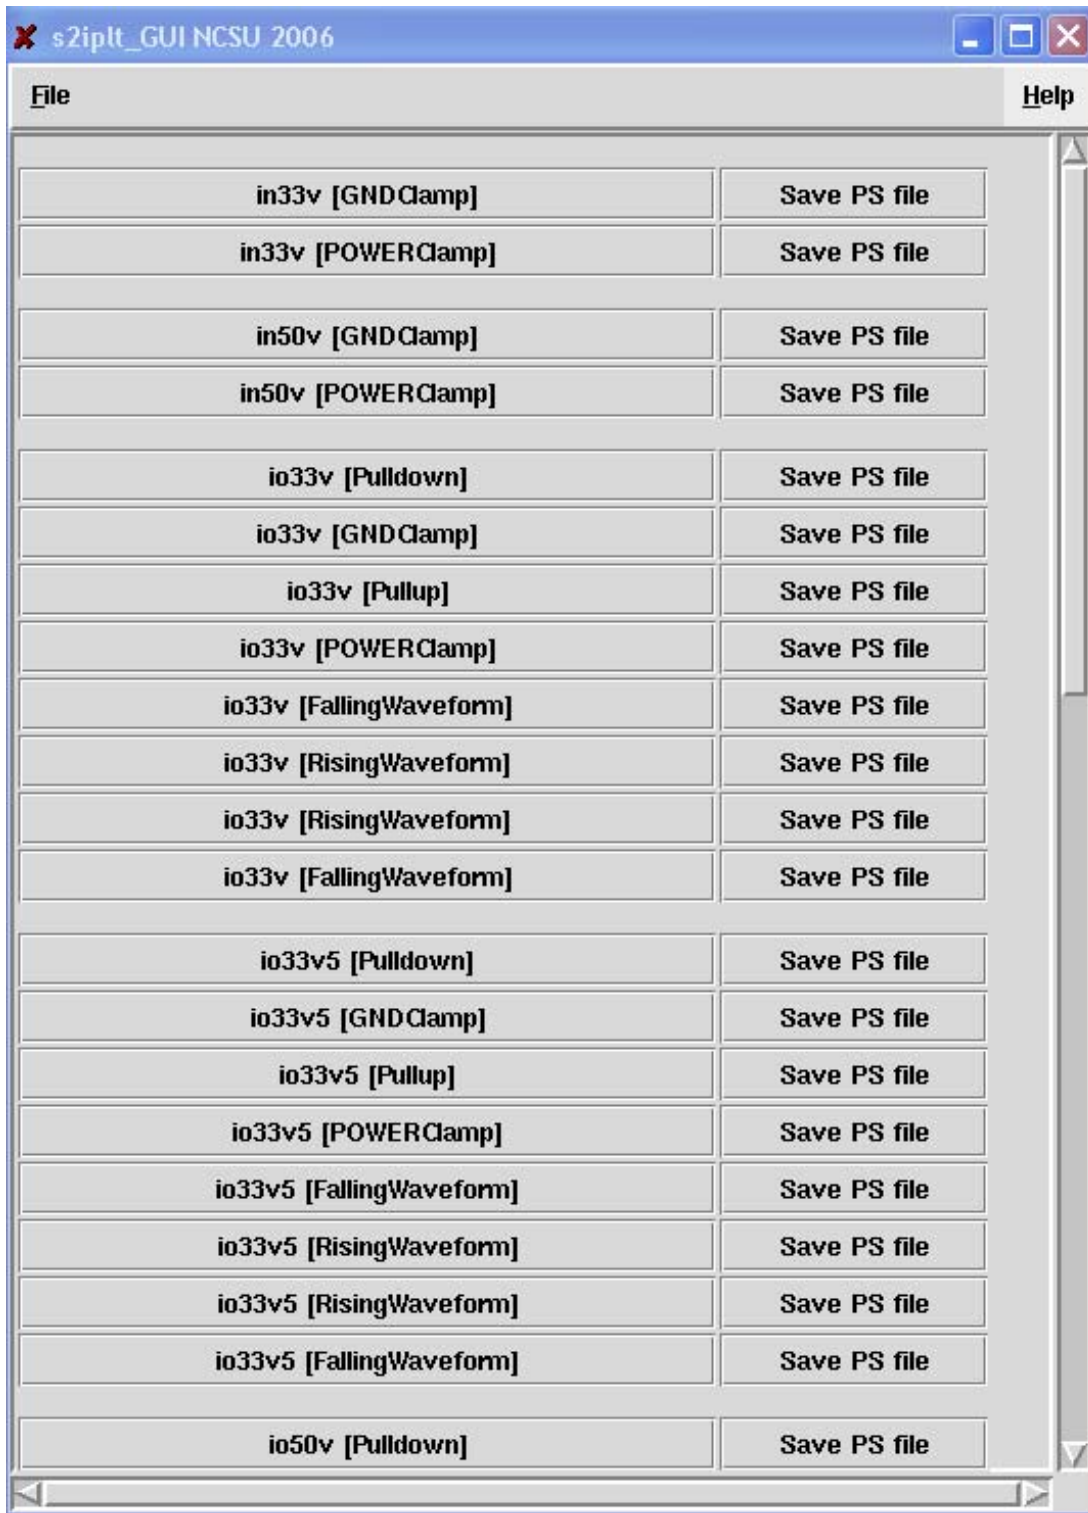 s2iplt_GUI NCSU 2006
File Help
in33v [GNDClamp] Save PS file
in33v [POWERClamp] Save PS file
in50v [GNDClamp] Save PS file
in50v [POWERClamp] Save PS file
io33v [Pulldown] Save PS file
io33v [GNDClamp] Save PS file
io33v [Pullup] Save PS file
io33v [POWERClamp] Save PS file
io33v [FallingWaveform] Save PS file
io33v [RisingWaveform] Save PS file
io33v [RisingWaveform] Save PS file
io33v [FallingWaveform] Save PS file
io33v5 [Pulldown] Save PS file
io33v5 [GNDClamp] Save PS file
io33v5 [Pullup] Save PS file
io33v5 [POWERClamp] Save PS file
io33v5 [FallingWaveform] Save PS file
io33v5 [RisingWaveform] Save PS file
io33v5 [RisingWaveform] Save PS file
io33v5 [FallingWaveform] Save PS file
io50v [Pulldown] Save PS file